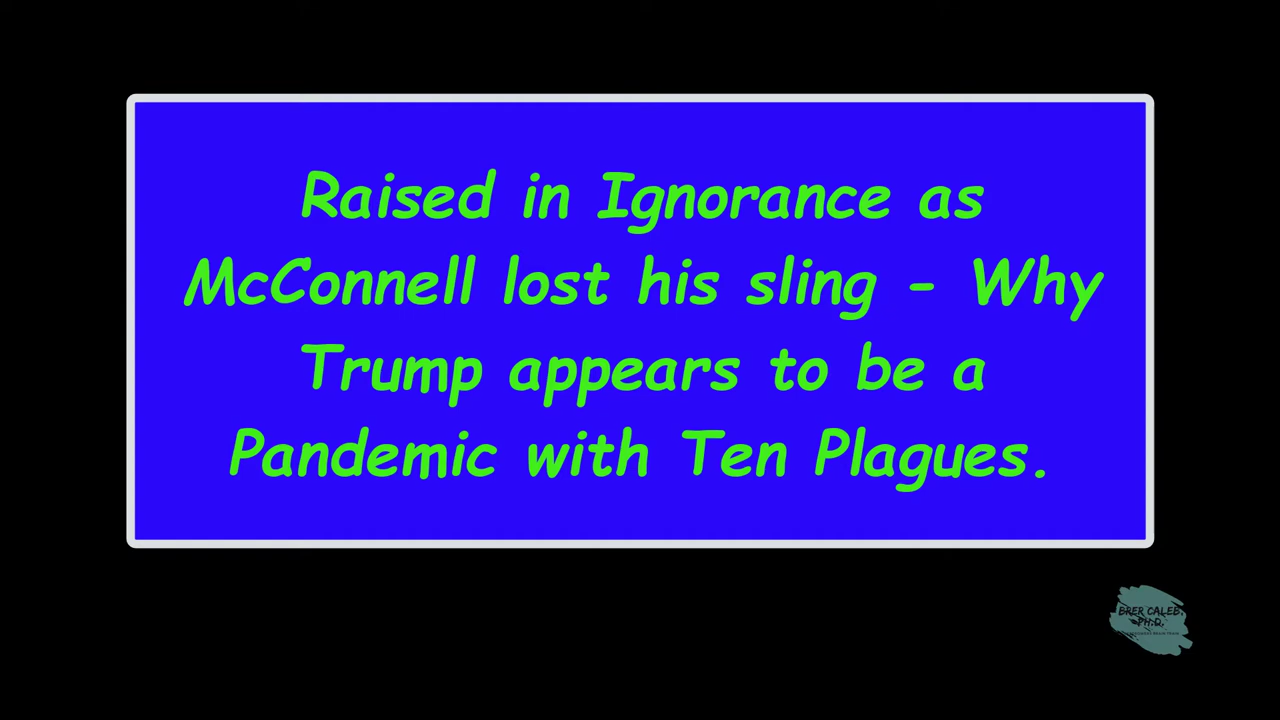 Raised in Ignorance as
McConnell lost his sling - Why
Trump appears to be a
Pandemic with Ten Plagues.
BRER CALEB,
PH.D.